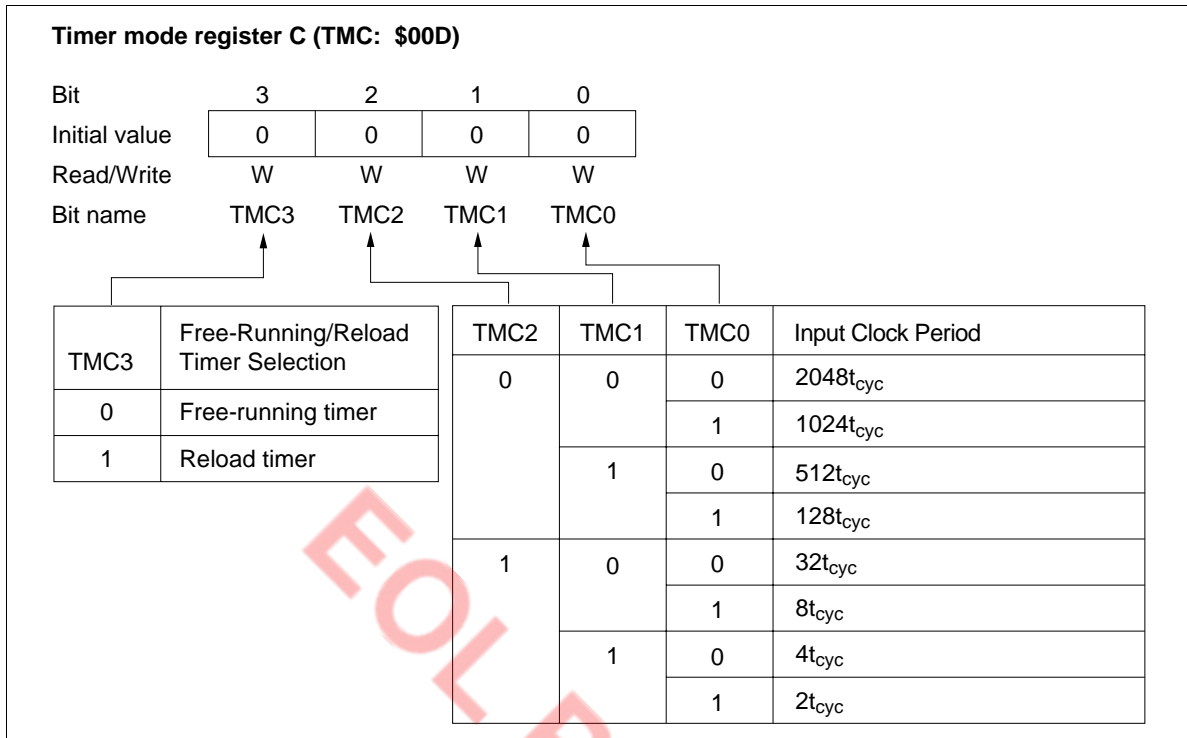 Timer mode register C (TMC: $00D)
Bit 3 2 1 0
Initial value 0 0 0 0
Read/Write W W W W
Bit name TMC3 TMC2 TMC1 TMC0
TMC3 Free-Running/Reload Timer Selection
0 Free-running timer
1 Reload timer
TMC2 TMC1 TMC0 Input Clock Period
0 0 0 2048tcyc
1 1024tcyc
1 0 512tcyc
1 128tcyc
1 0 0 32tcyc
1 8tcyc
1 0 4tcyc
1 2tcyc
EOL